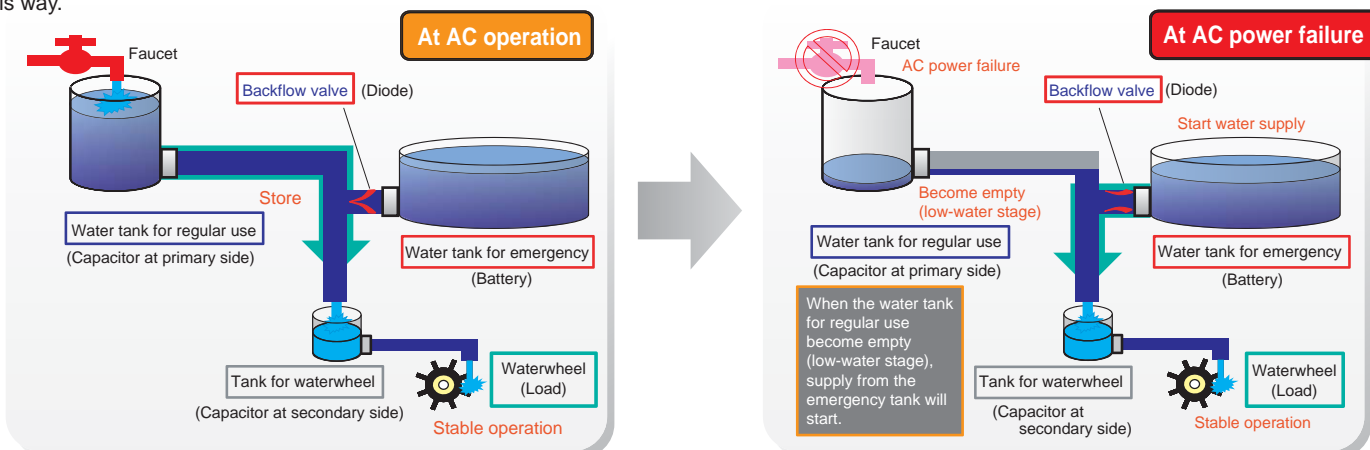 is way.
At AC operation
Faucet
Backflow valve (Diode)
Store
Water tank for regular use
(Capacitor at primary side)
Water tank for emergency
(Battery)
Tank for waterwheel
(Capacitor at secondary side)
Waterwheel
(Load)
Stable operation
At AC power failure
Faucet
AC power failure
Backflow valve (Diode)
Start water supply
Become empty
(low-water stage)
Water tank for regular use
(Capacitor at primary side)
Water tank for emergency
(Battery)
When the water tank
for regular use
become empty
(low-water stage),
supply from the
emergency tank will
start.
Tank for waterwheel
(Capacitor at
secondary side)
Waterwheel
(Load)
Stable operation